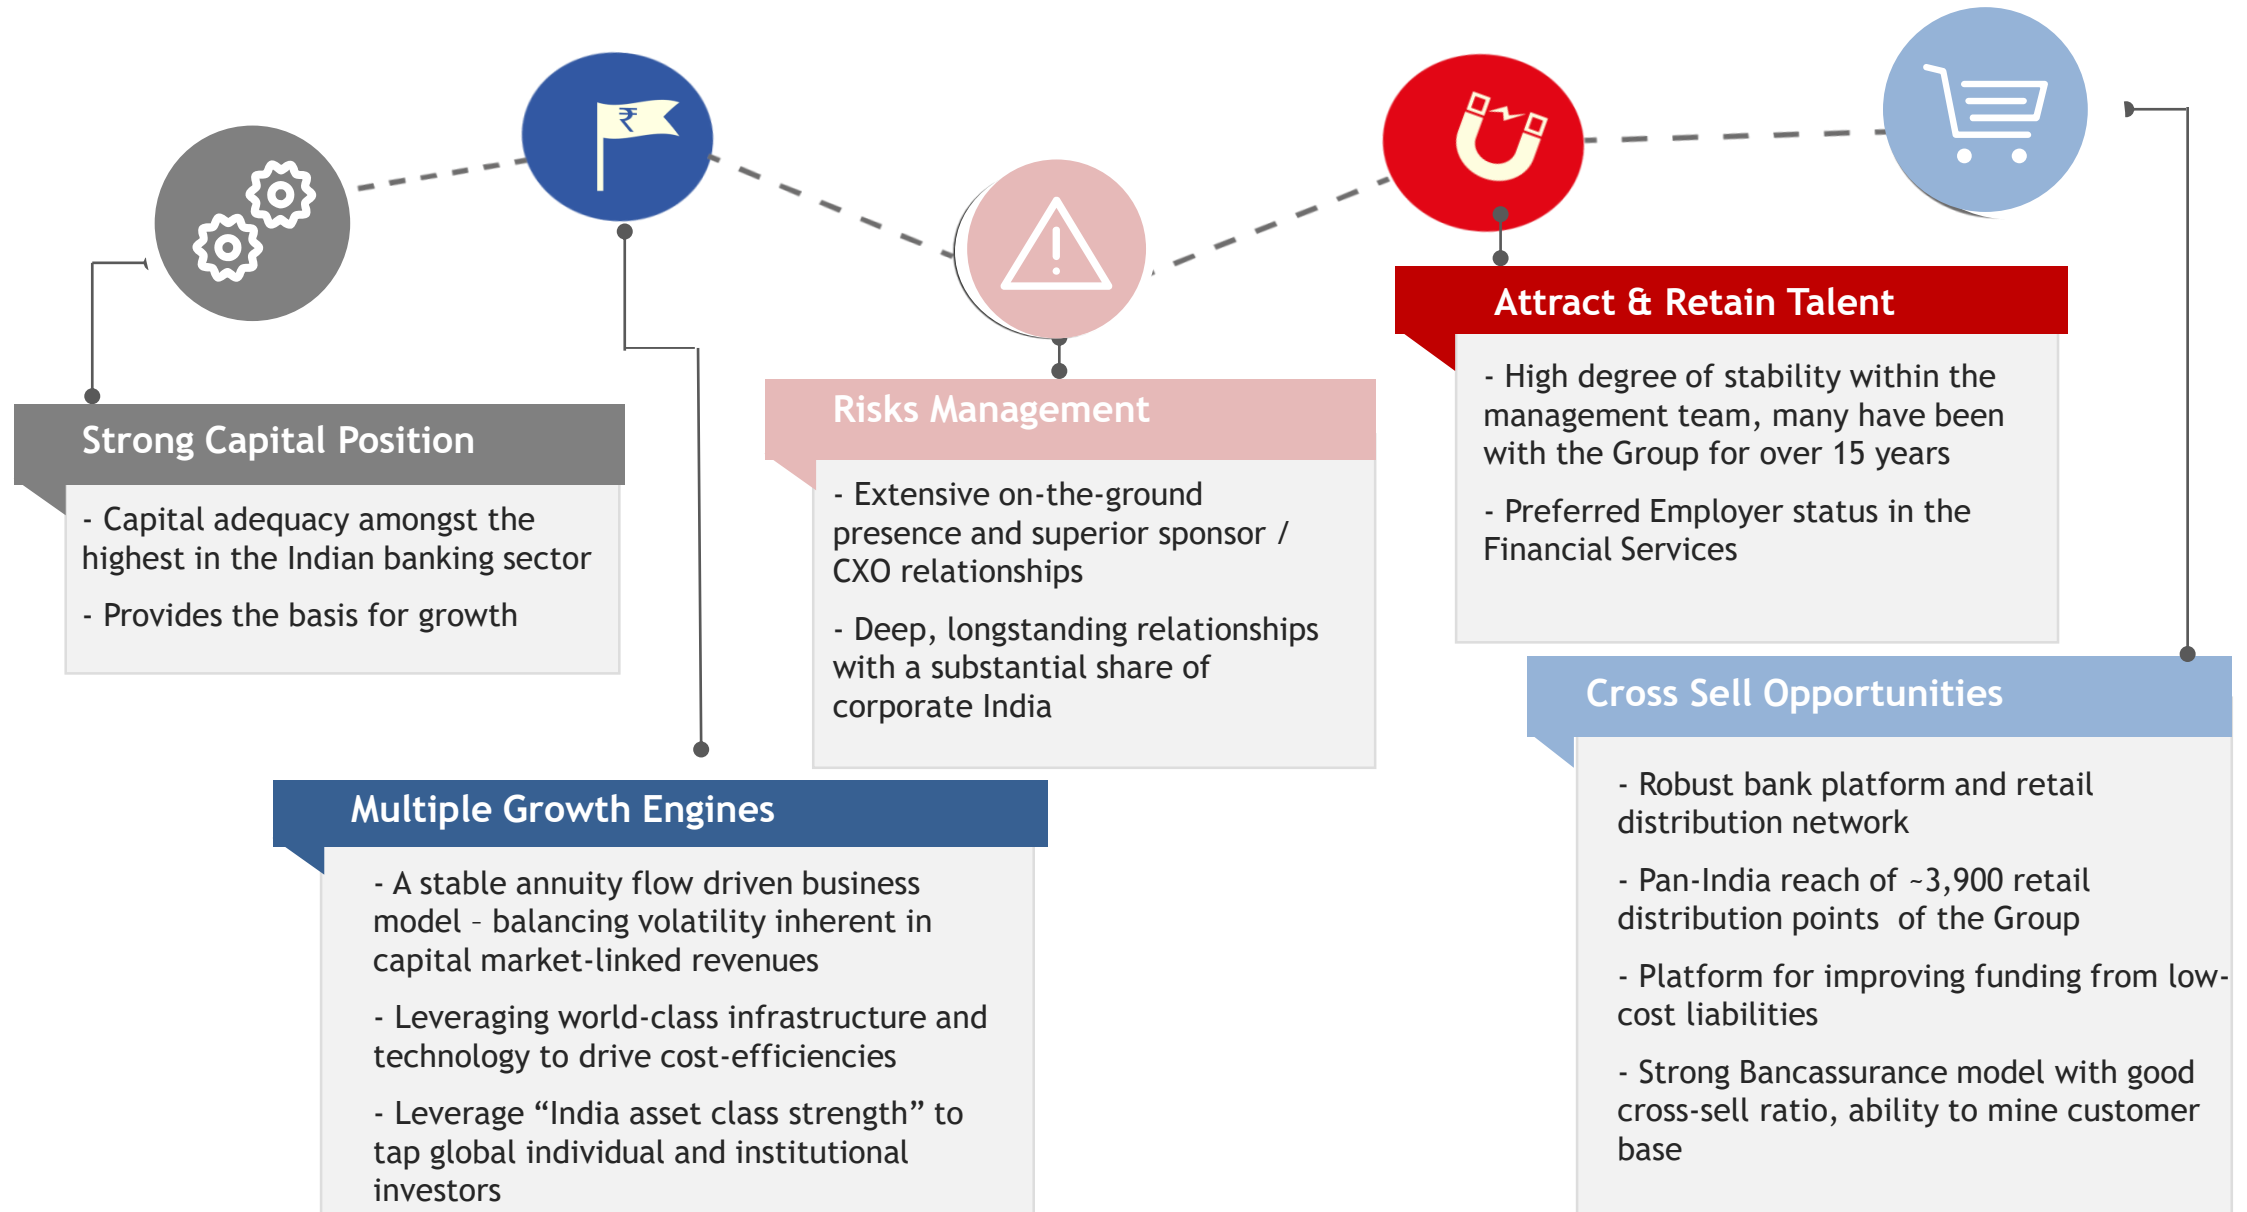 ₹
Strong Capital Position
- Capital adequacy amongst the
highest in the Indian banking sector
- Provides the basis for growth
Multiple Growth Engines
- A stable annuity flow driven business
model – balancing volatility inherent in
capital market-linked revenues
- Leveraging world-class infrastructure and
technology to drive cost-efficiencies
- Leverage “India asset class strength” to
tap global individual and institutional
investors
Risks Management
- Extensive on-the-ground
presence and superior sponsor /
CXO relationships
- Deep, longstanding relationships
with a substantial share of
corporate India
Attract & Retain Talent
- High degree of stability within the
management team, many have been
with the Group for over 15 years
- Preferred Employer status in the
Financial Services
Cross Sell Opportunities
- Robust bank platform and retail
distribution network
- Pan-India reach of ~3,900 retail
distribution points  of the Group
- Platform for improving funding from low-
cost liabilities
- Strong Bancassurance model with good
cross-sell ratio, ability to mine customer
base